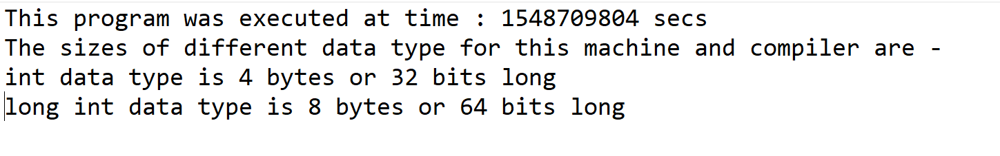 This program was executed at time : 1548709804 secs
The sizes of different data type for this machine and compiler are -
int data type is 4 bytes or 32 bits long
long int data type is 8 bytes or 64 bits long